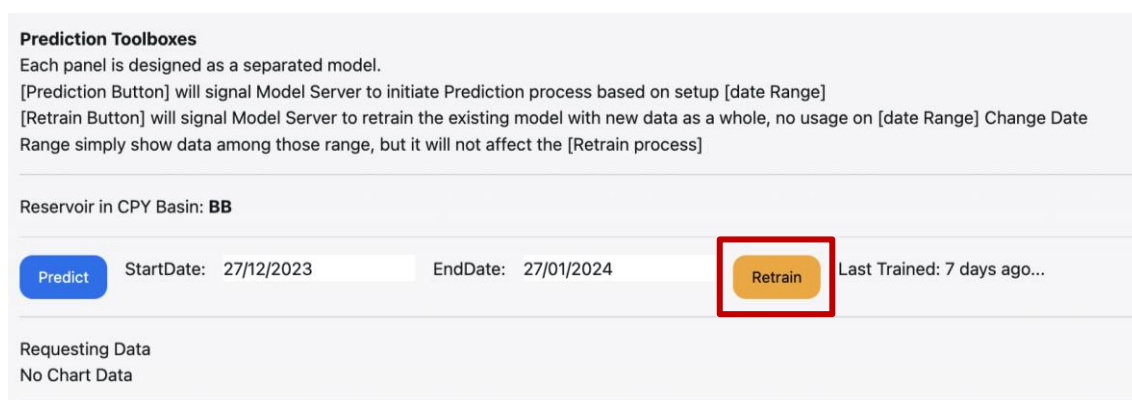 Prediction Toolboxes
Each panel is designed as a separated model.
[Prediction Button] will signal Model Server to initiate Prediction process based on setup [date Range]
[Retrain Button] will signal Model Server to retrain the existing model with new data as a whole, no usage on [date Range] Change Date
Range simply show data among those range, but it will not affect the [Retrain process]
Reservoir in CPY Basin: BB
Predict StartDate: 27/12/2023 EndDate: 27/01/2024 Retrain Last Trained: 7 days ago...
Requesting Data
No Chart Data